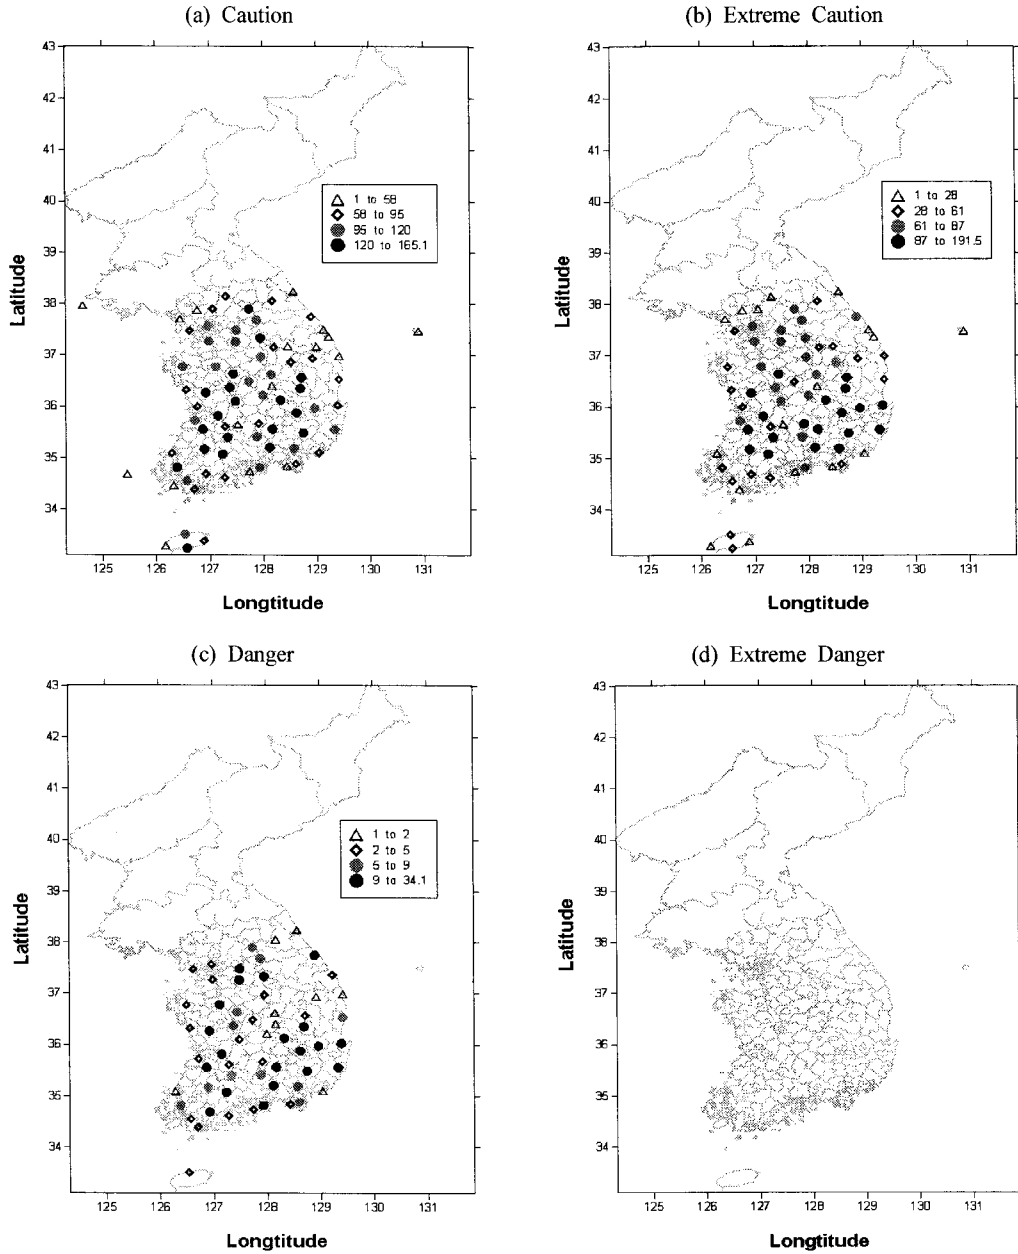 (a) Caution
(b) Extreme Caution
43
42
41
40
39
38
37
36
35
34
Latitude
1 to 58
58 to 95
95 to 120
120 to 165.1
125 126 127 128 129 130 131
Longtitude
43
42
41
40
39
38
37
36
35
34
Latitude
1 to 28
28 to 61
61 to 87
87 to 191.5
125 126 127 128 129 130 131
Longtitude
(c) Danger
(d) Extreme Danger
43
42
41
40
39
38
37
36
35
34
Latitude
1 to 2
2 to 5
5 to 9
9 to 34.1
125 126 127 128 129 130 131
Longtitude
43
42
41
40
39
38
37
36
35
34
Latitude
125 126 127 128 129 130 131
Longtitude